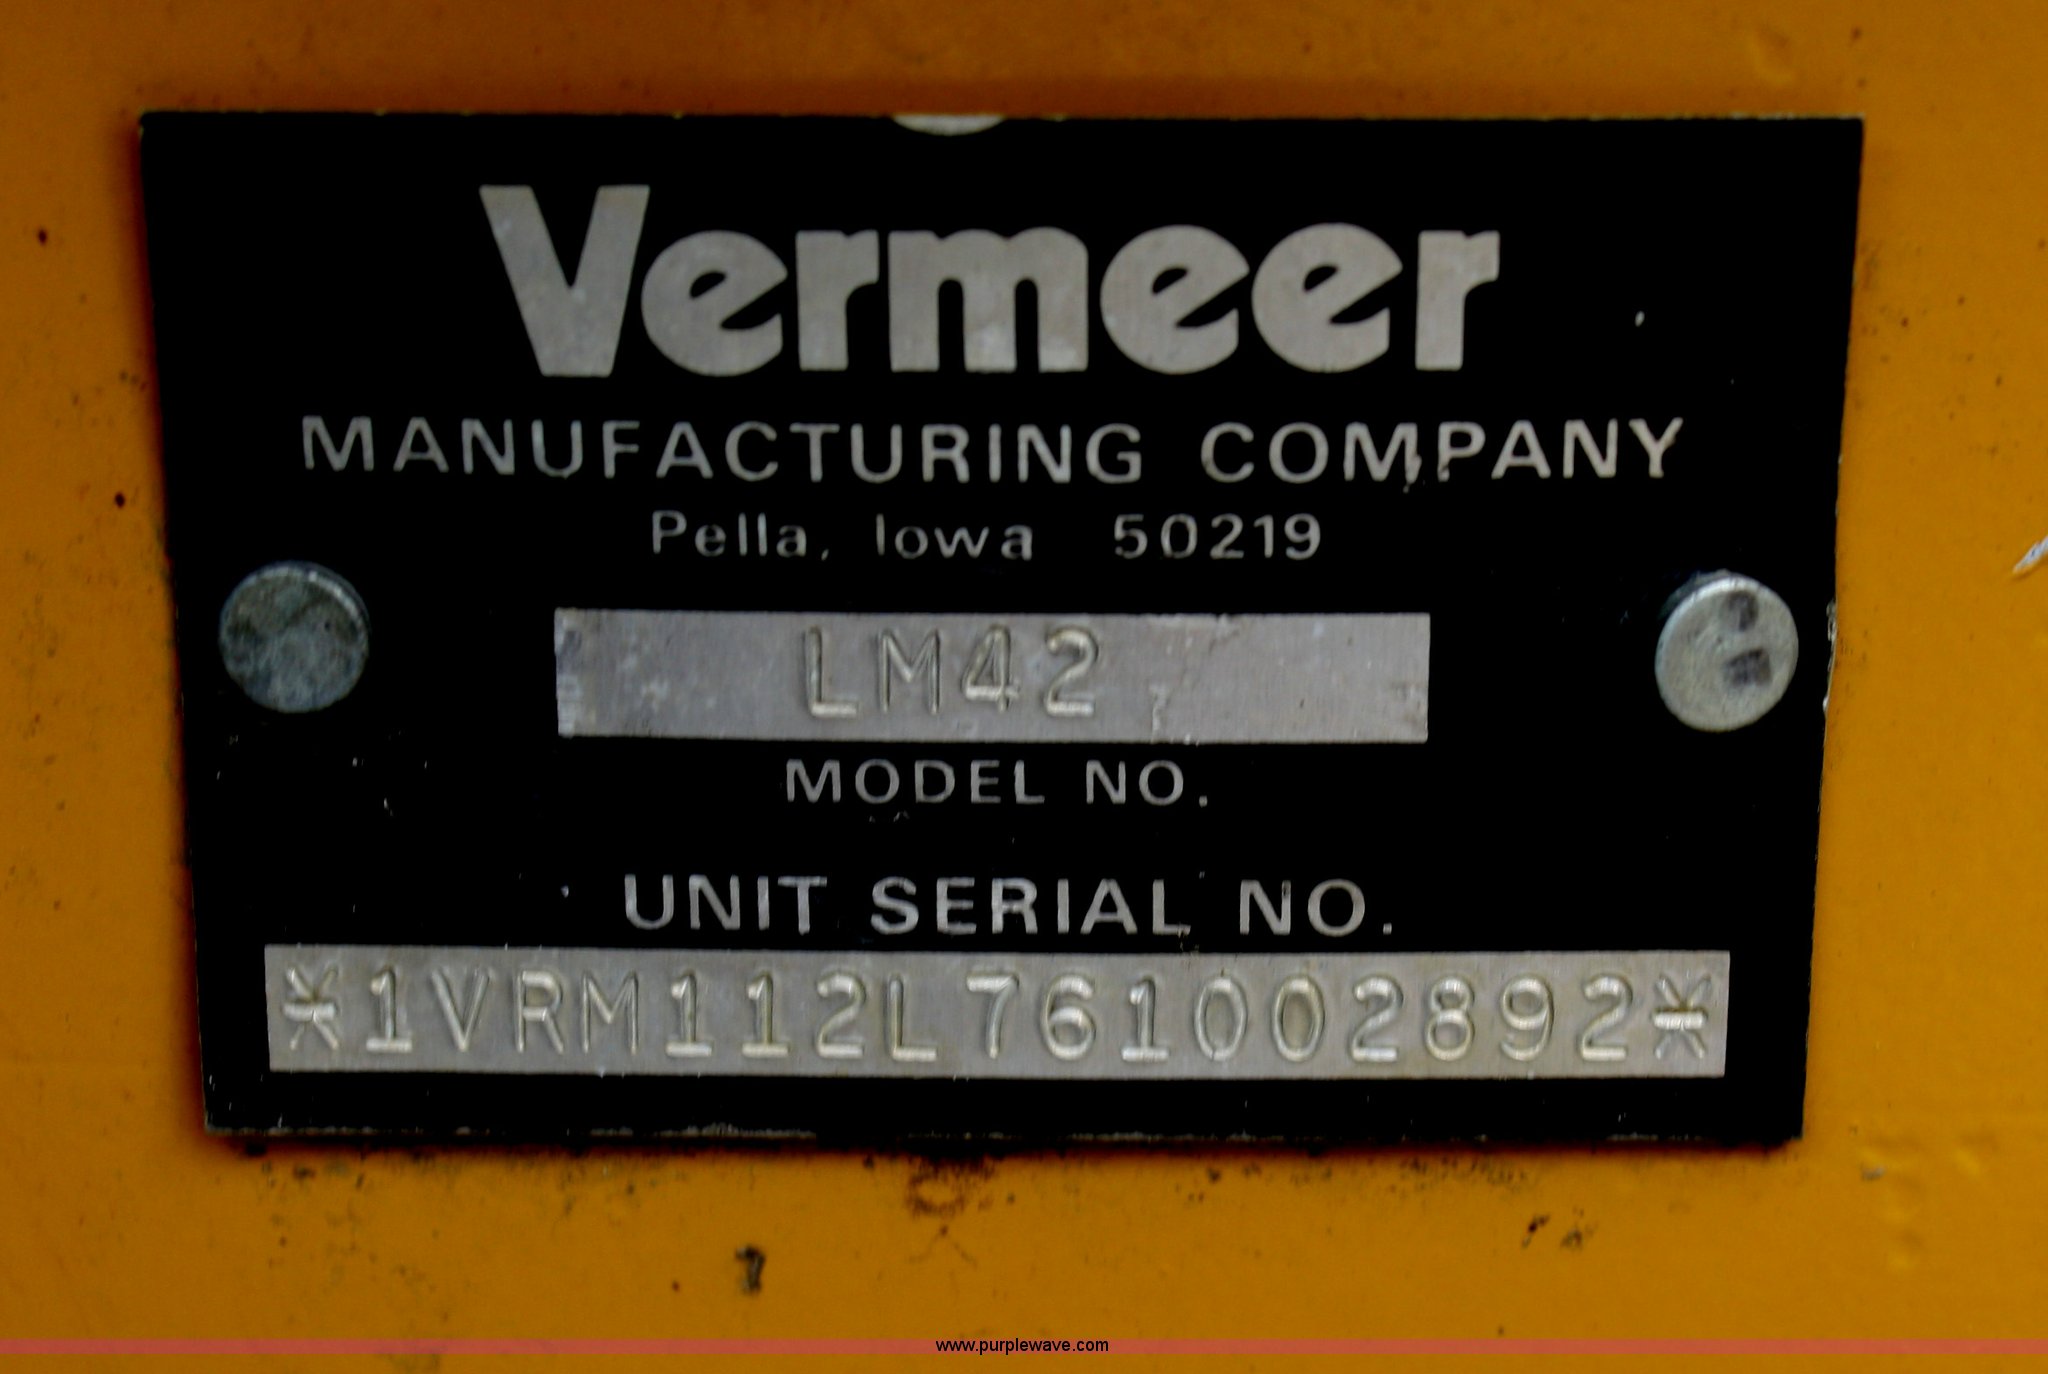 Vermeer
MANUFACTURING COMPANY
Pella, Iowa 50219
LM42
MODEL NO.
UNIT SERIAL NO.
*1VRM112L761002892*
www.purplewave.com